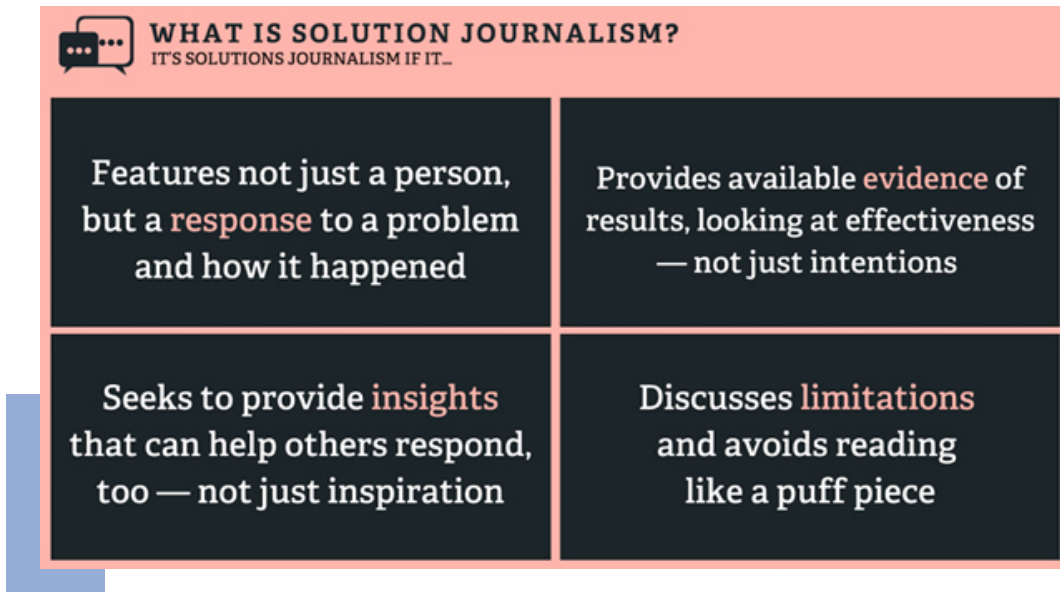 WHAT IS SOLUTION JOURNALISM?
IT'S SOLUTIONS JOURNALISM IF IT...
Features not just a person,
but a response to a problem
and how it happened
Provides available evidence of
results, looking at effectiveness
— not just intentions
Seeks to provide insights
that can help others respond,
too — not just inspiration
Discusses limitations
and avoids reading
like a puff piece